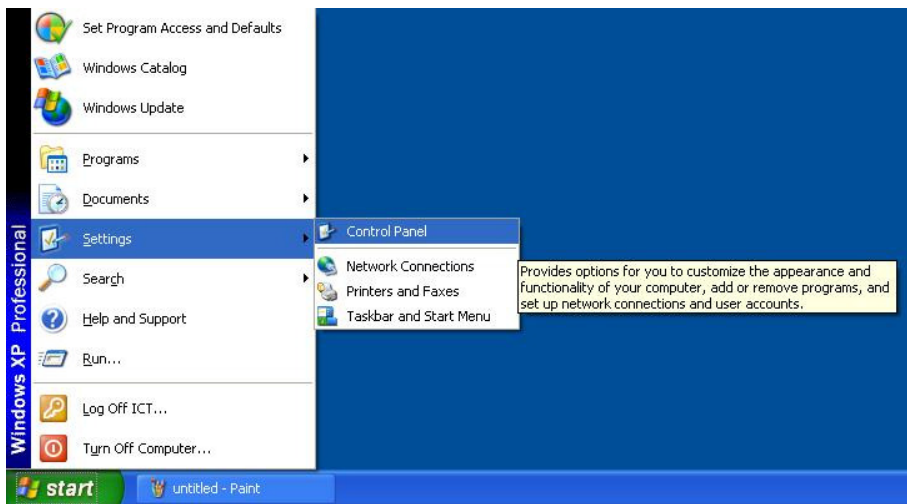 Set Program Access and Defaults
Windows Catalog
Windows Update
Programs
Documents
Settings
Search
Help and Support
Run...
Log Off ICT...
Turn Off Computer...
Windows XP Professional
Control Panel
Network Connections
Printers and Faxes
Taskbar and Start Menu
Provides options for you to customize the appearance and
functionality of your computer, add or remove programs, and
set up network connections and user accounts.
start
untitled - Paint